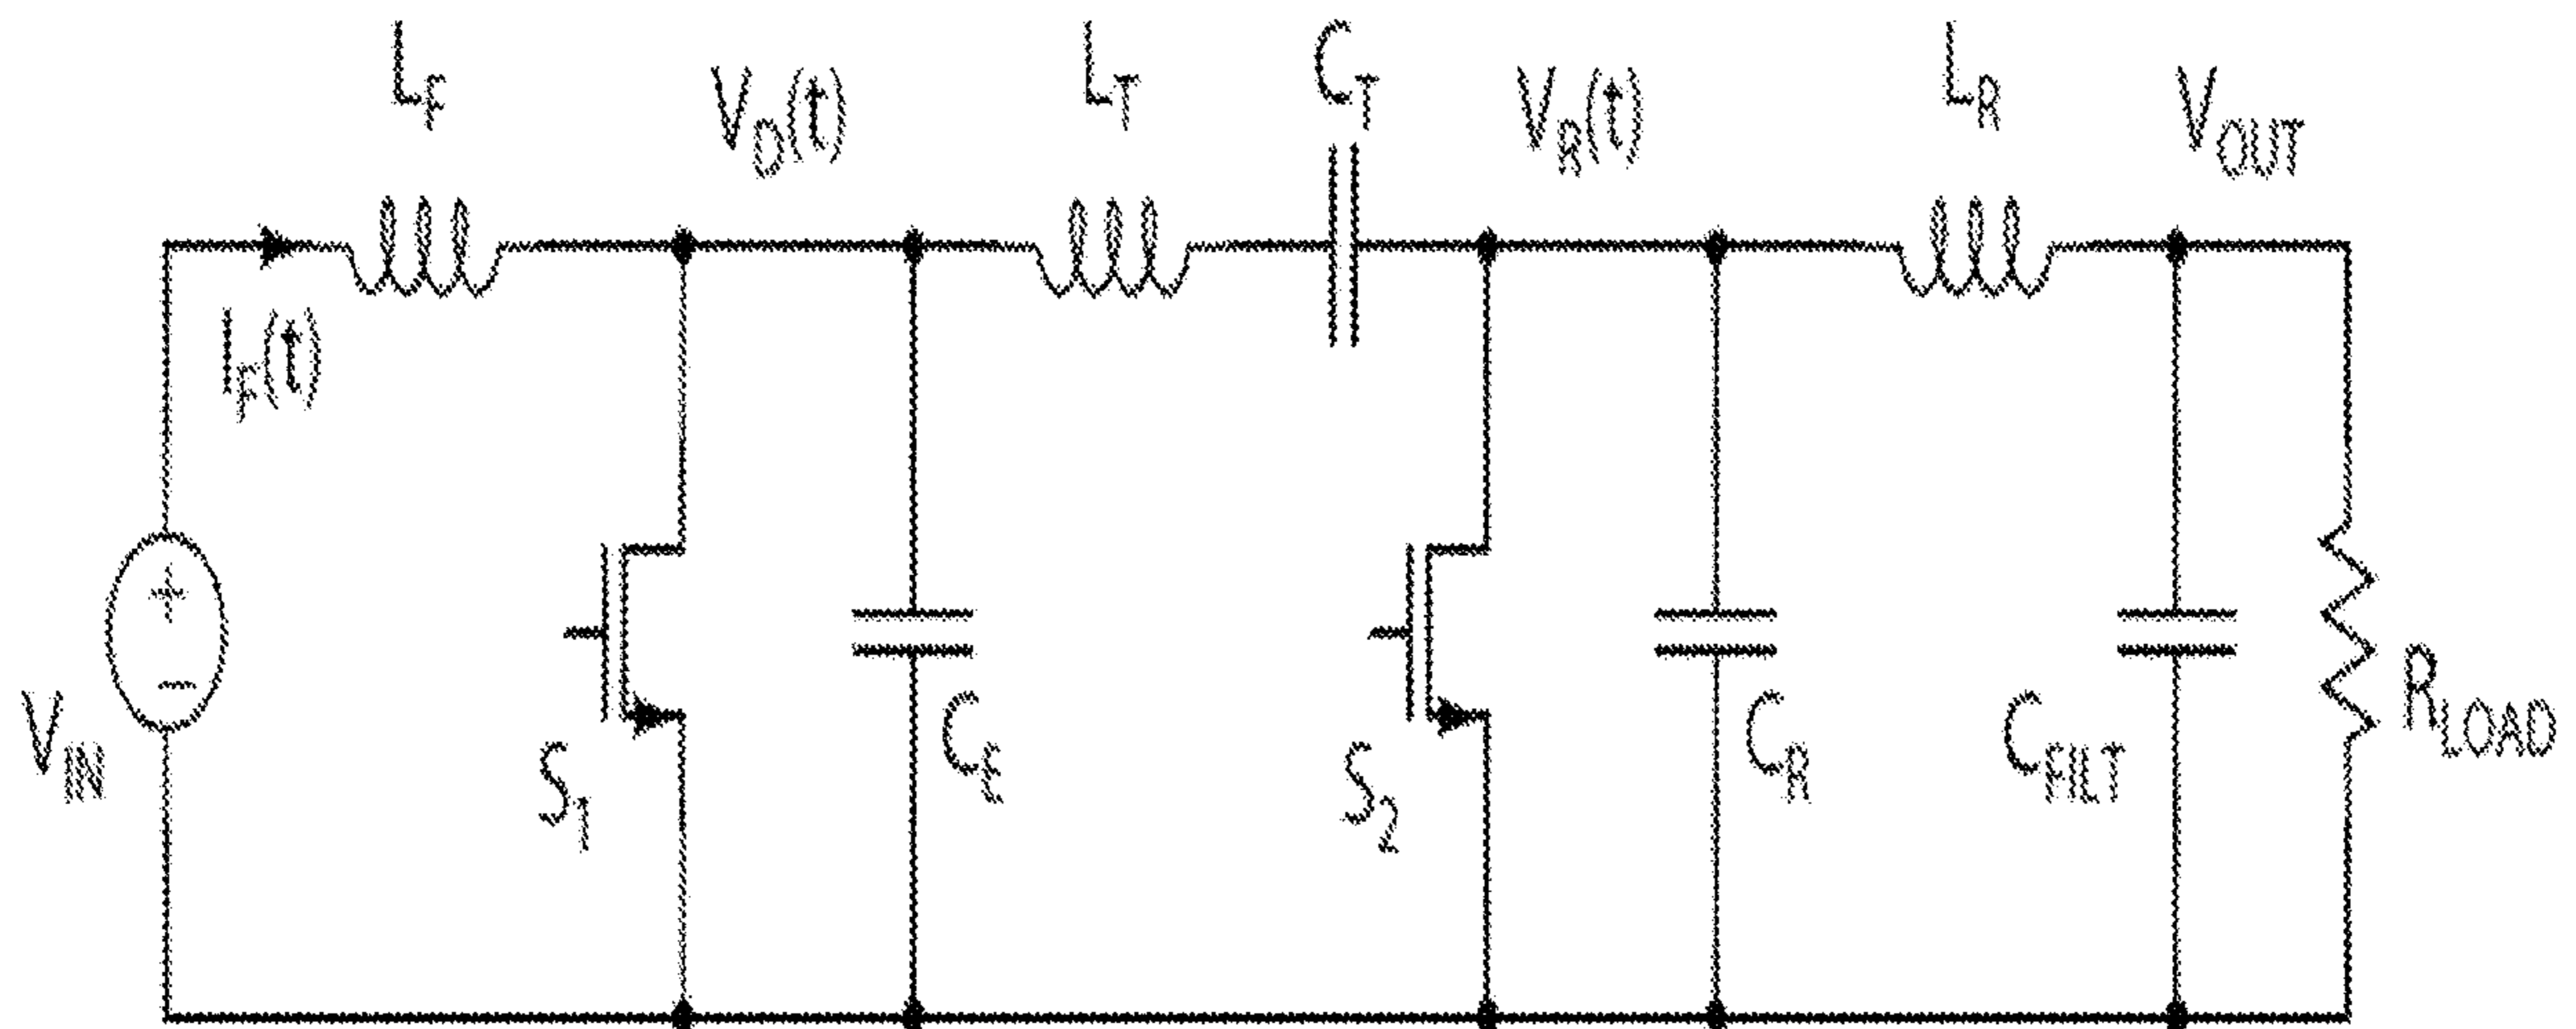 L_F
V_D(t)
L_T
C_T
V_R(t)
L_R
V_OUT
I_F(t)
+
−
V_IN
S_1
C_E
S_2
C_R
C_FILT
R_LOAD